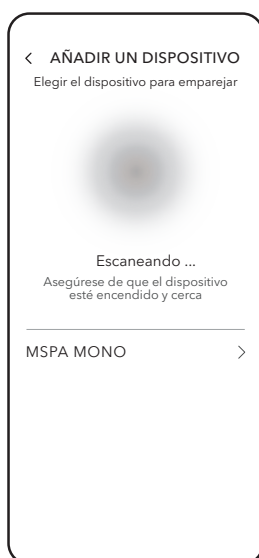 AÑADIR UN DISPOSITIVO
Elegir el dispositivo para emparejar
Escaneando ...
Asegúrese de que el dispositivo
esté encendido y cerca
MSPA MONO